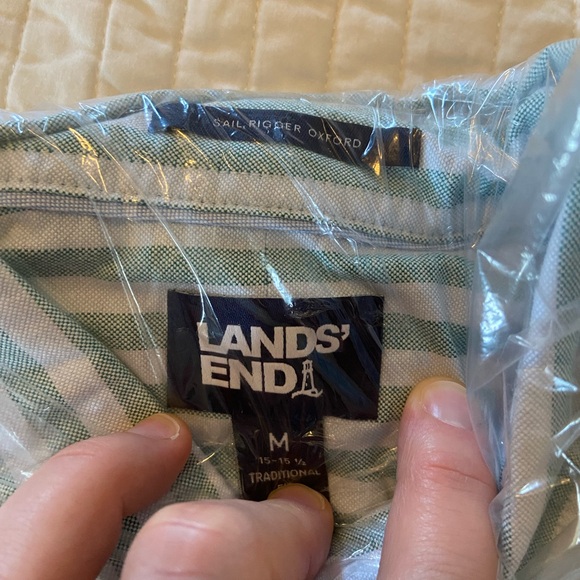 SAIL RIGGER OXFORD
LANDS'
END
M
15-15 ½
TRADITIONAL